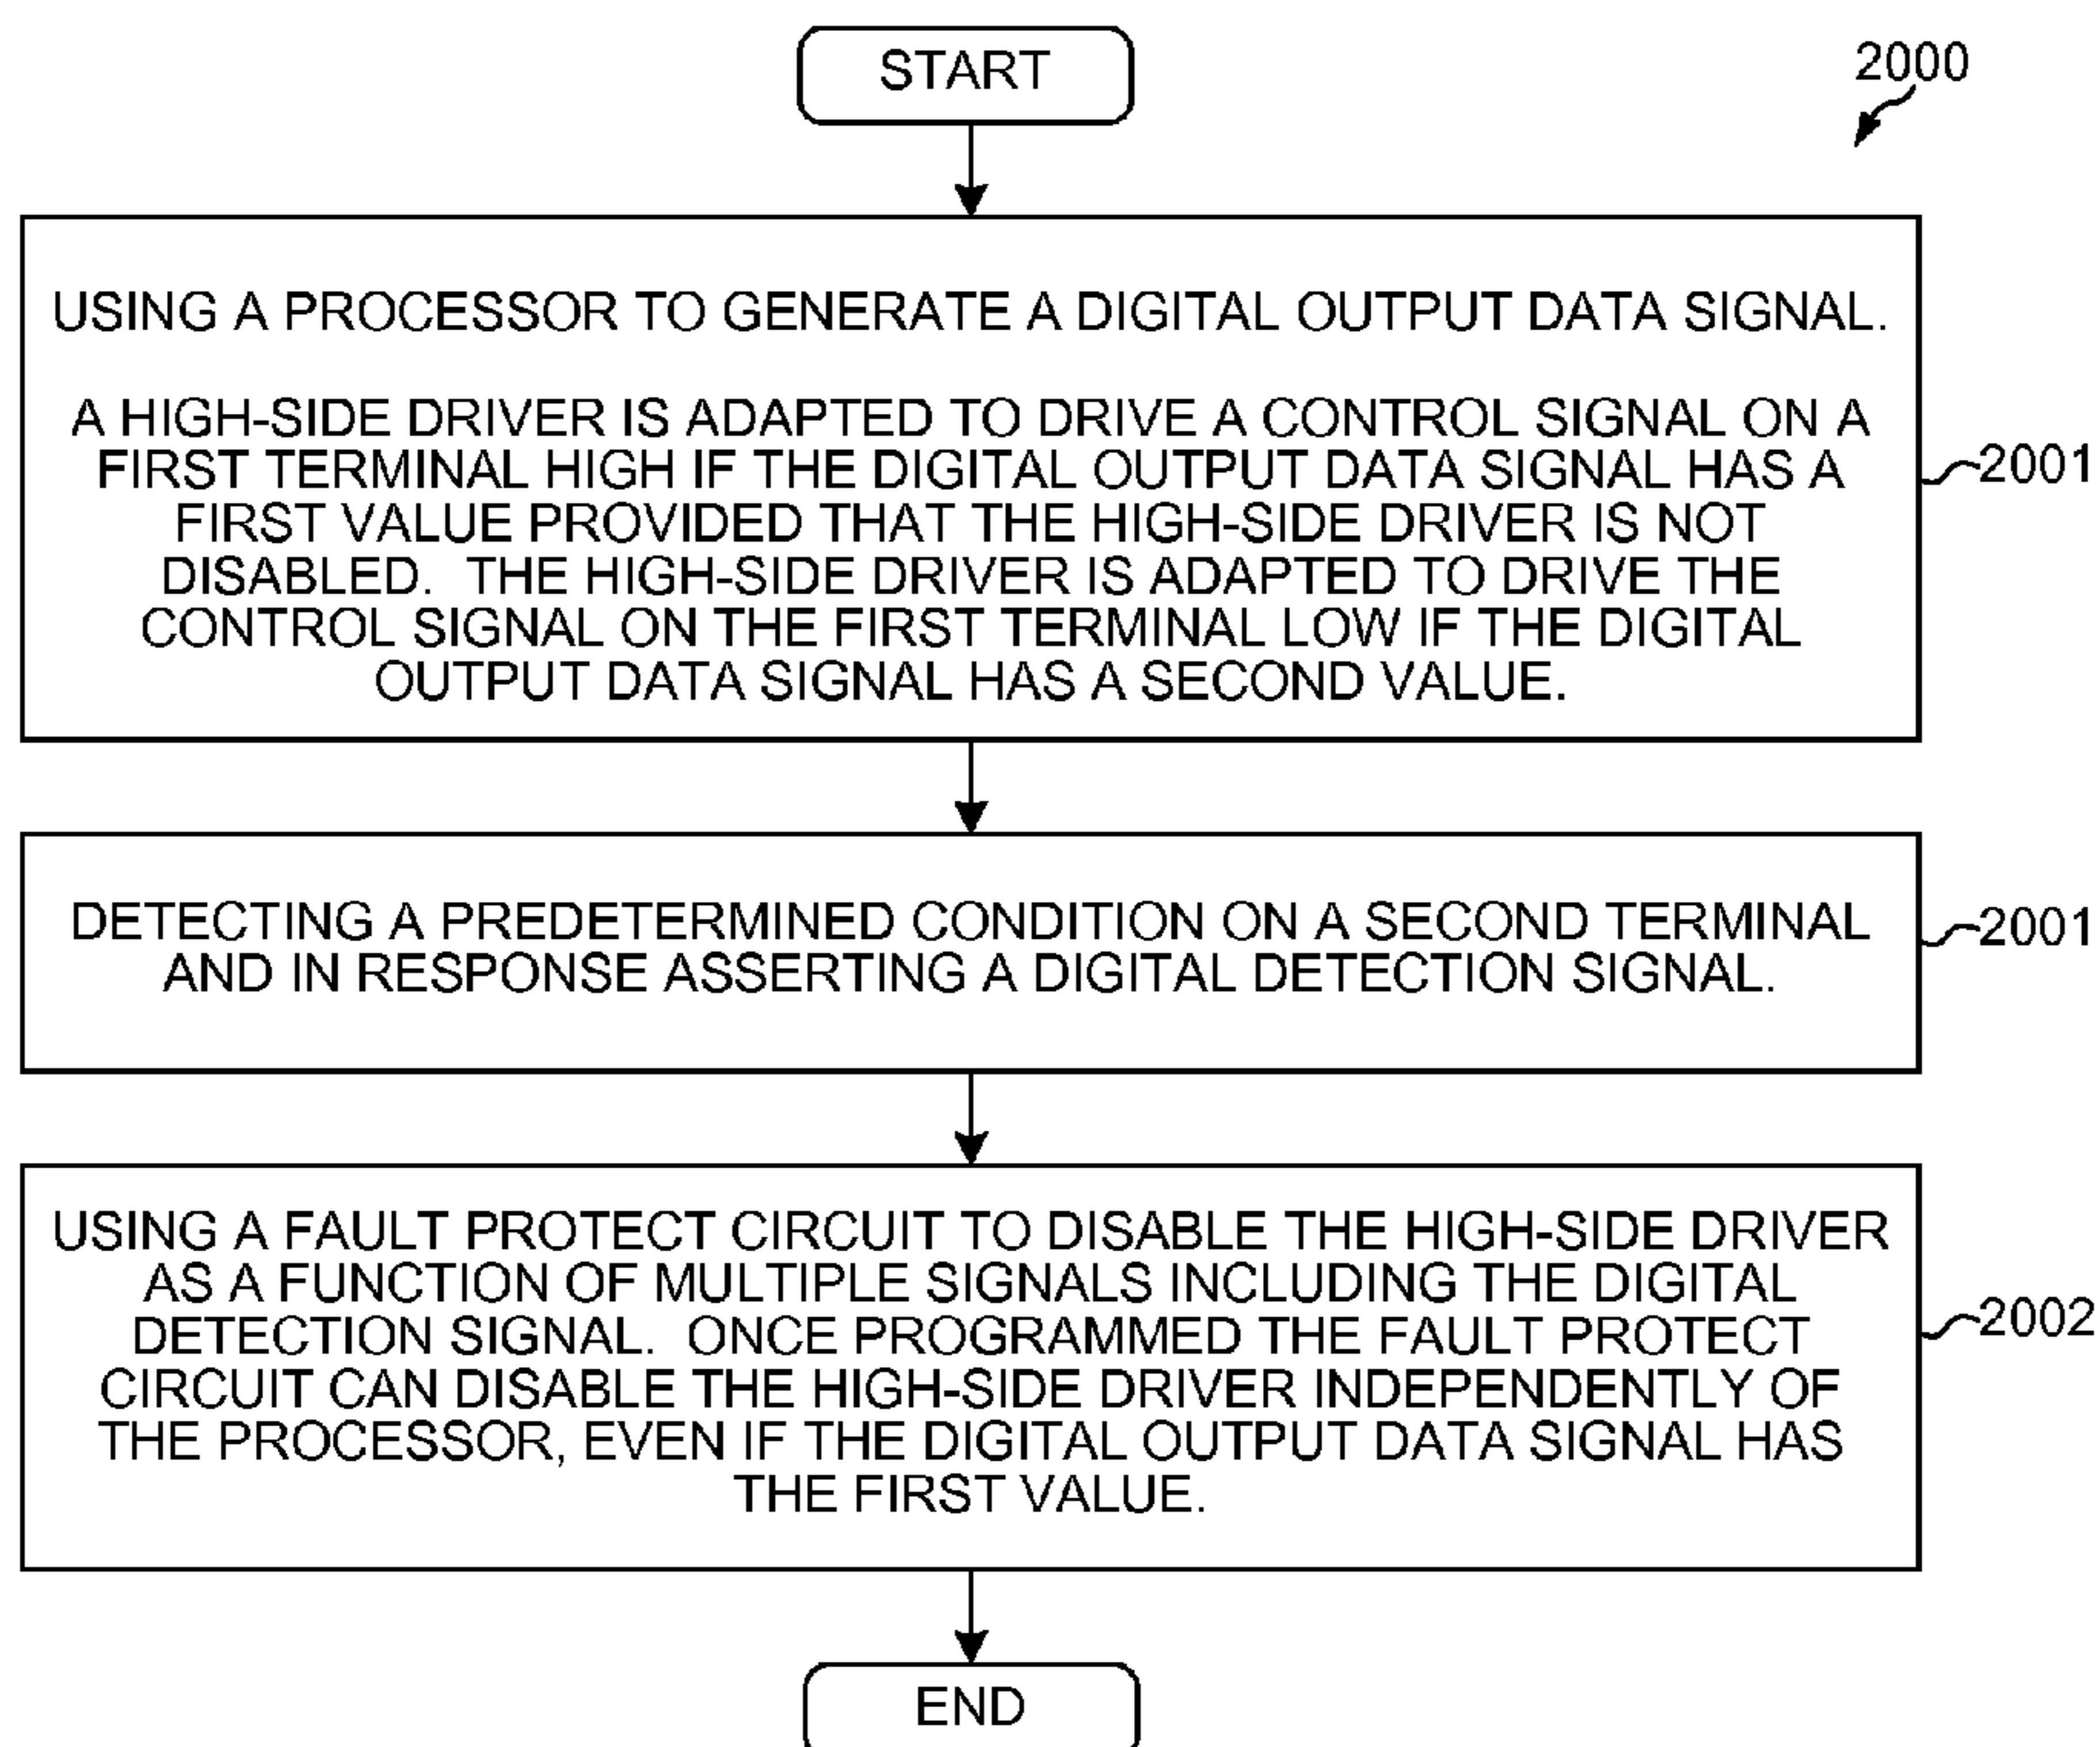 START
2000
USING A PROCESSOR TO GENERATE A DIGITAL OUTPUT DATA SIGNAL.
A HIGH-SIDE DRIVER IS ADAPTED TO DRIVE A CONTROL SIGNAL ON A
FIRST TERMINAL HIGH IF THE DIGITAL OUTPUT DATA SIGNAL HAS A
FIRST VALUE PROVIDED THAT THE HIGH-SIDE DRIVER IS NOT
DISABLED. THE HIGH-SIDE DRIVER IS ADAPTED TO DRIVE THE
CONTROL SIGNAL ON THE FIRST TERMINAL LOW IF THE DIGITAL
OUTPUT DATA SIGNAL HAS A SECOND VALUE.
2001
DETECTING A PREDETERMINED CONDITION ON A SECOND TERMINAL
AND IN RESPONSE ASSERTING A DIGITAL DETECTION SIGNAL.
2001
USING A FAULT PROTECT CIRCUIT TO DISABLE THE HIGH-SIDE DRIVER
AS A FUNCTION OF MULTIPLE SIGNALS INCLUDING THE DIGITAL
DETECTION SIGNAL. ONCE PROGRAMMED THE FAULT PROTECT
CIRCUIT CAN DISABLE THE HIGH-SIDE DRIVER INDEPENDENTLY OF
THE PROCESSOR, EVEN IF THE DIGITAL OUTPUT DATA SIGNAL HAS
THE FIRST VALUE.
2002
END